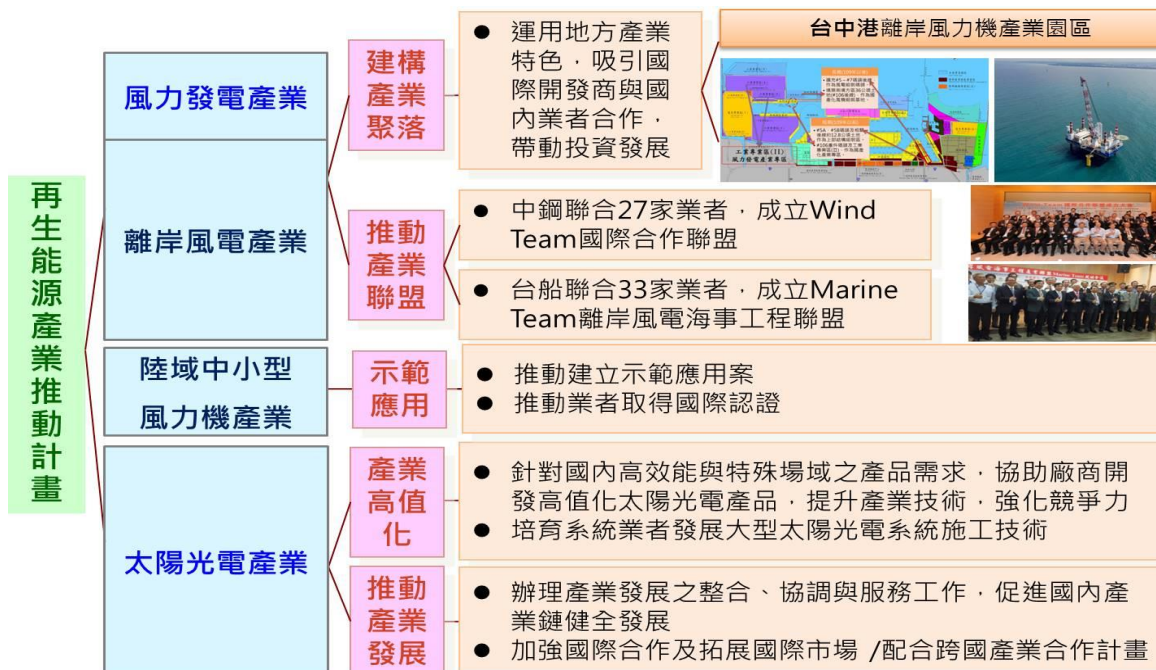 再生能源產業推動計畫
風力發電產業
離岸風電產業
建構
產業
聚落
● 運用地方產業
特色，吸引國
際開發商與國
內業者合作，
帶動投資發展
台中港離岸風力機產業園區
工業專業區(II)
風力發電產業專區
推動
產業
聯盟
● 中鋼聯合27家業者，成立Wind
Team國際合作聯盟
● 台船聯合33家業者，成立Marine
Team離岸風電海事工程聯盟
陸域中小型
風力機產業
示範
應用
● 推動建立示範應用案
● 推動業者取得國際認證
太陽光電產業
產業
高值
化
● 針對國內高效能與特殊場域之產品需求，協助廠商開
發高值化太陽光電產品，提升產業技術，強化競爭力
● 培育系統業者發展大型太陽光電系統施工技術
推動
產業
發展
● 辦理產業發展之整合、協調與服務工作，促進國內產
業鏈健全發展
● 加強國際合作及拓展國際市場 /配合跨國產業合作計畫